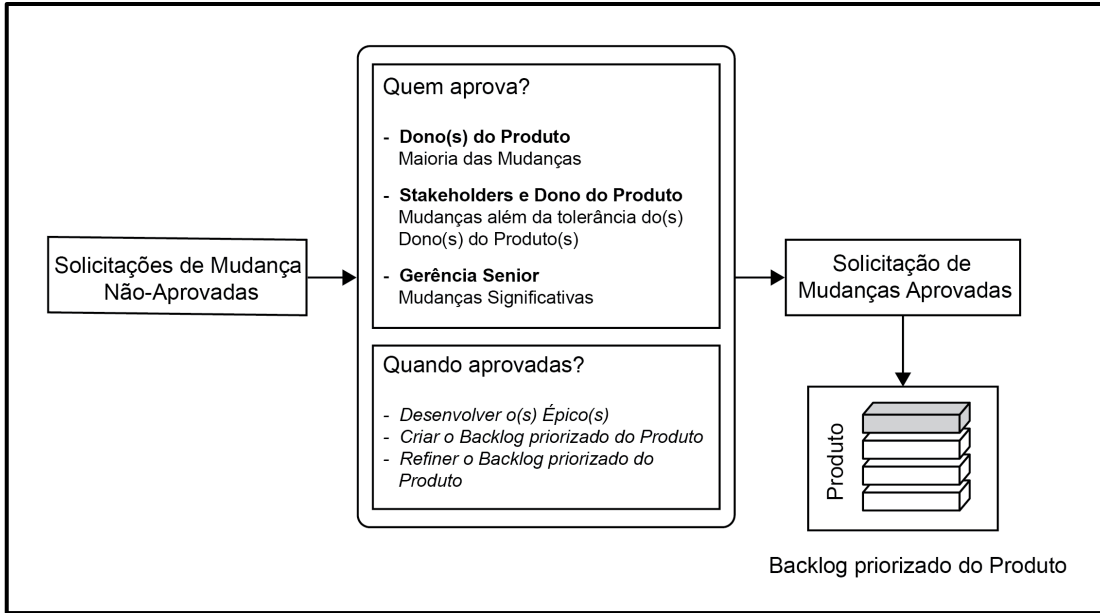 Solicitações de Mudança
Não-Aprovadas
Quem aprova?
- Dono(s) do Produto
Maioria das Mudanças
- Stakeholders e Dono do Produto
Mudanças além da tolerância do(s)
Dono(s) do Produto(s)
- Gerência Senior
Mudanças Significativas
Quando aprovadas?
- Desenvolver o(s) Épico(s)
- Criar o Backlog priorizado do Produto
- Refiner o Backlog priorizado do
Produto
Solicitação de
Mudanças Aprovadas
Produto
Backlog priorizado do Produto